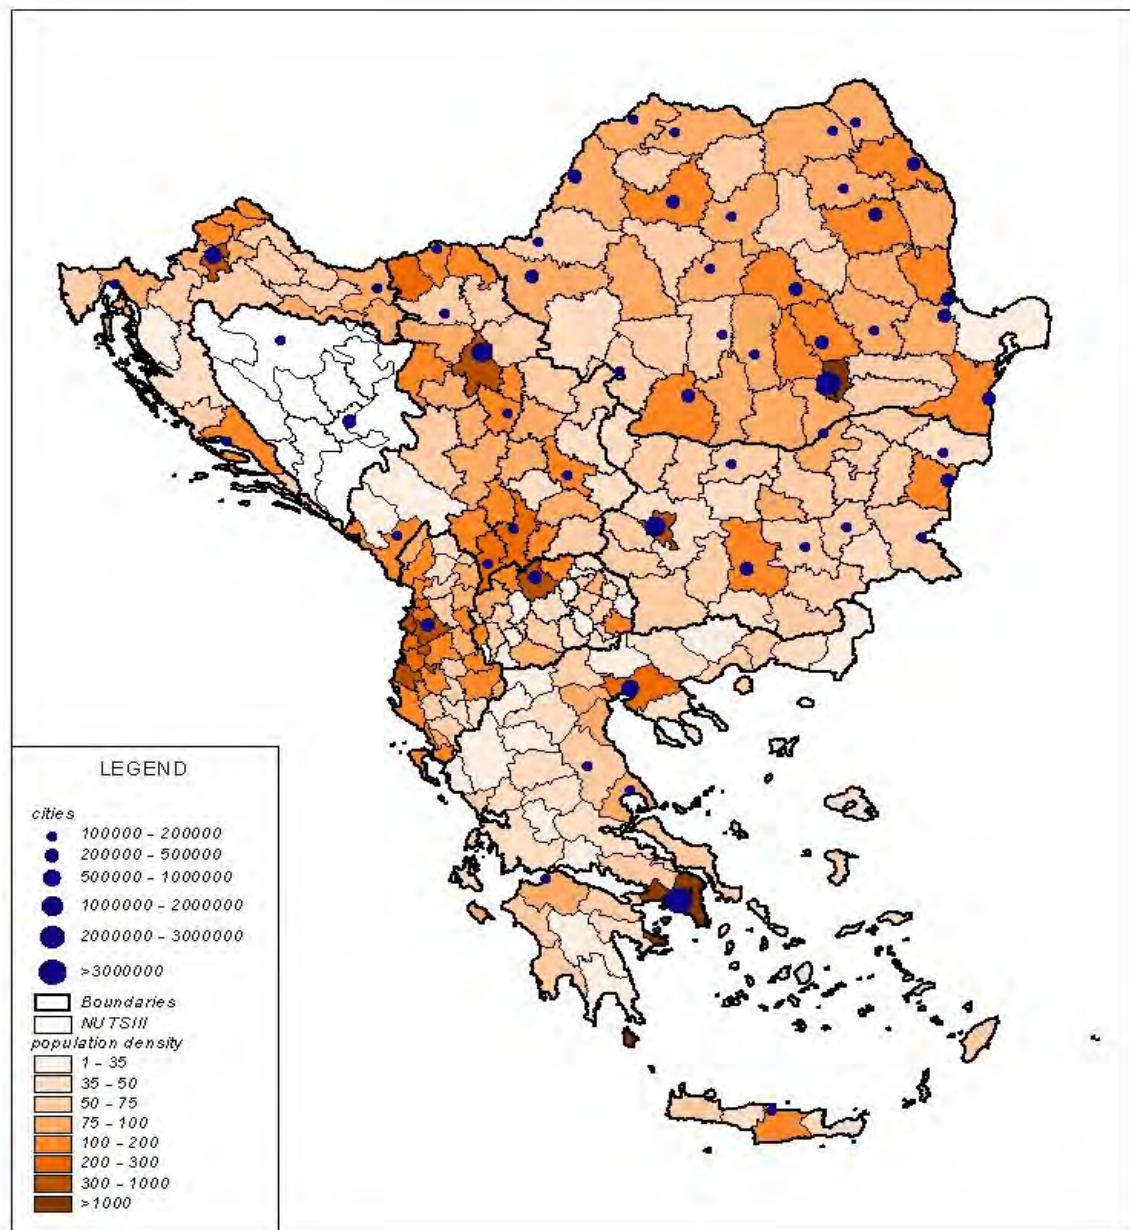 LEGEND
cities
100000 - 200000
200000 - 500000
500000 - 1000000
1000000 - 2000000
2000000 - 3000000
>3000000
Boundaries
NUTSIII
population density
1 - 35
35 - 50
50 - 75
75 - 100
100 - 200
200 - 300
300 - 1000
>1000